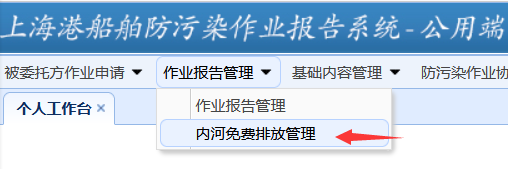 上海港船舶防污染作业报告系统-公用端
被委托方作业申请 作业报告管理 基础内容管理 防污染作业协
个人工作台 ×
作业报告管理
内河免费排放管理